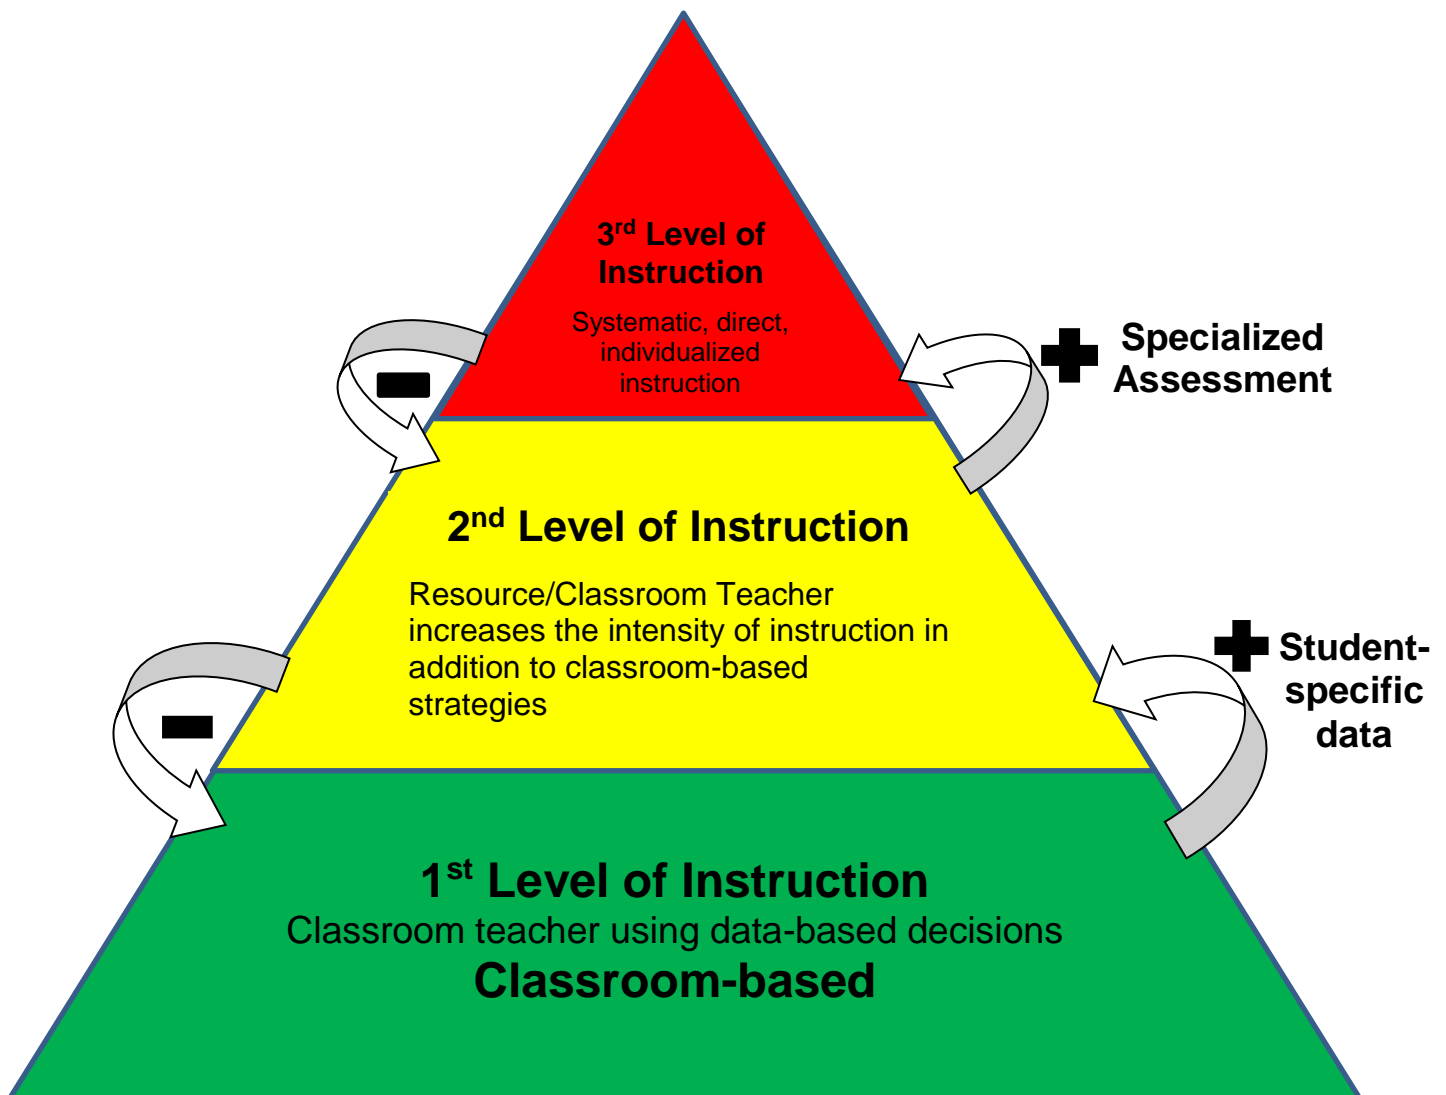 3rd Level of
Instruction
Systematic, direct,
individualized
instruction
Specialized
Assessment
2nd Level of Instruction
Resource/Classroom Teacher
increases the intensity of instruction in
addition to classroom-based
strategies
Student-
specific
data
1st Level of Instruction
Classroom teacher using data-based decisions
Classroom-based